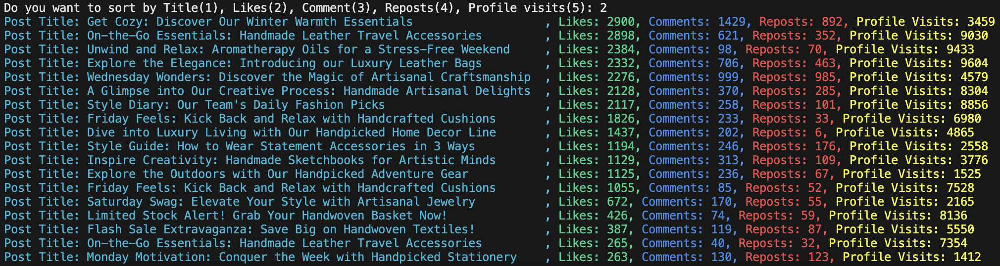 Do you want to sort by Title(1), Likes(2), Comment(3), Reposts(4), Profile visits(5): 2
Post Title: Get Cozy: Discover Our Winter Warmth Essentials                   , Likes: 2900, Comments: 1429, Reposts: 892, Profile Visits: 3459
Post Title: On-the-Go Essentials: Handmade Leather Travel Accessories         , Likes: 2898, Comments: 621, Reposts: 352, Profile Visits: 9030
Post Title: Unwind and Relax: Aromatherapy Oils for a Stress-Free Weekend     , Likes: 2384, Comments: 98, Reposts: 70, Profile Visits: 9433
Post Title: Explore the Elegance: Introducing our Luxury Leather Bags         , Likes: 2332, Comments: 706, Reposts: 463, Profile Visits: 9604
Post Title: Wednesday Wonders: Discover the Magic of Artisanal Craftsmanship  , Likes: 2276, Comments: 999, Reposts: 985, Profile Visits: 4579
Post Title: A Glimpse into Our Creative Process: Handmade Artisanal Delights  , Likes: 2128, Comments: 370, Reposts: 285, Profile Visits: 8304
Post Title: Style Diary: Our Team's Daily Fashion Picks                       , Likes: 2117, Comments: 258, Reposts: 101, Profile Visits: 8856
Post Title: Friday Feels: Kick Back and Relax with Handcrafted Cushions       , Likes: 1826, Comments: 233, Reposts: 33, Profile Visits: 6980
Post Title: Dive into Luxury Living with Our Handpicked Home Decor Line       , Likes: 1437, Comments: 202, Reposts: 6, Profile Visits: 4865
Post Title: Style Guide: How to Wear Statement Accessories in 3 Ways          , Likes: 1194, Comments: 246, Reposts: 176, Profile Visits: 2558
Post Title: Inspire Creativity: Handmade Sketchbooks for Artistic Minds       , Likes: 1129, Comments: 313, Reposts: 109, Profile Visits: 3776
Post Title: Explore the Outdoors with Our Handpicked Adventure Gear           , Likes: 1125, Comments: 236, Reposts: 67, Profile Visits: 1525
Post Title: Friday Feels: Kick Back and Relax with Handcrafted Cushions       , Likes: 1055, Comments: 85, Reposts: 52, Profile Visits: 7528
Post Title: Saturday Swag: Elevate Your Style with Artisanal Jewelry          , Likes: 672, Comments: 170, Reposts: 55, Profile Visits: 2165
Post Title: Limited Stock Alert! Grab Your Handwoven Basket Now!              , Likes: 426, Comments: 74, Reposts: 59, Profile Visits: 8136
Post Title: Flash Sale Extravaganza: Save Big on Handwoven Textiles!          , Likes: 387, Comments: 119, Reposts: 87, Profile Visits: 5550
Post Title: On-the-Go Essentials: Handmade Leather Travel Accessories         , Likes: 265, Comments: 40, Reposts: 32, Profile Visits: 7354
Post Title: Monday Motivation: Conquer the Week with Handpicked Stationery    , Likes: 263, Comments: 130, Reposts: 123, Profile Visits: 1412